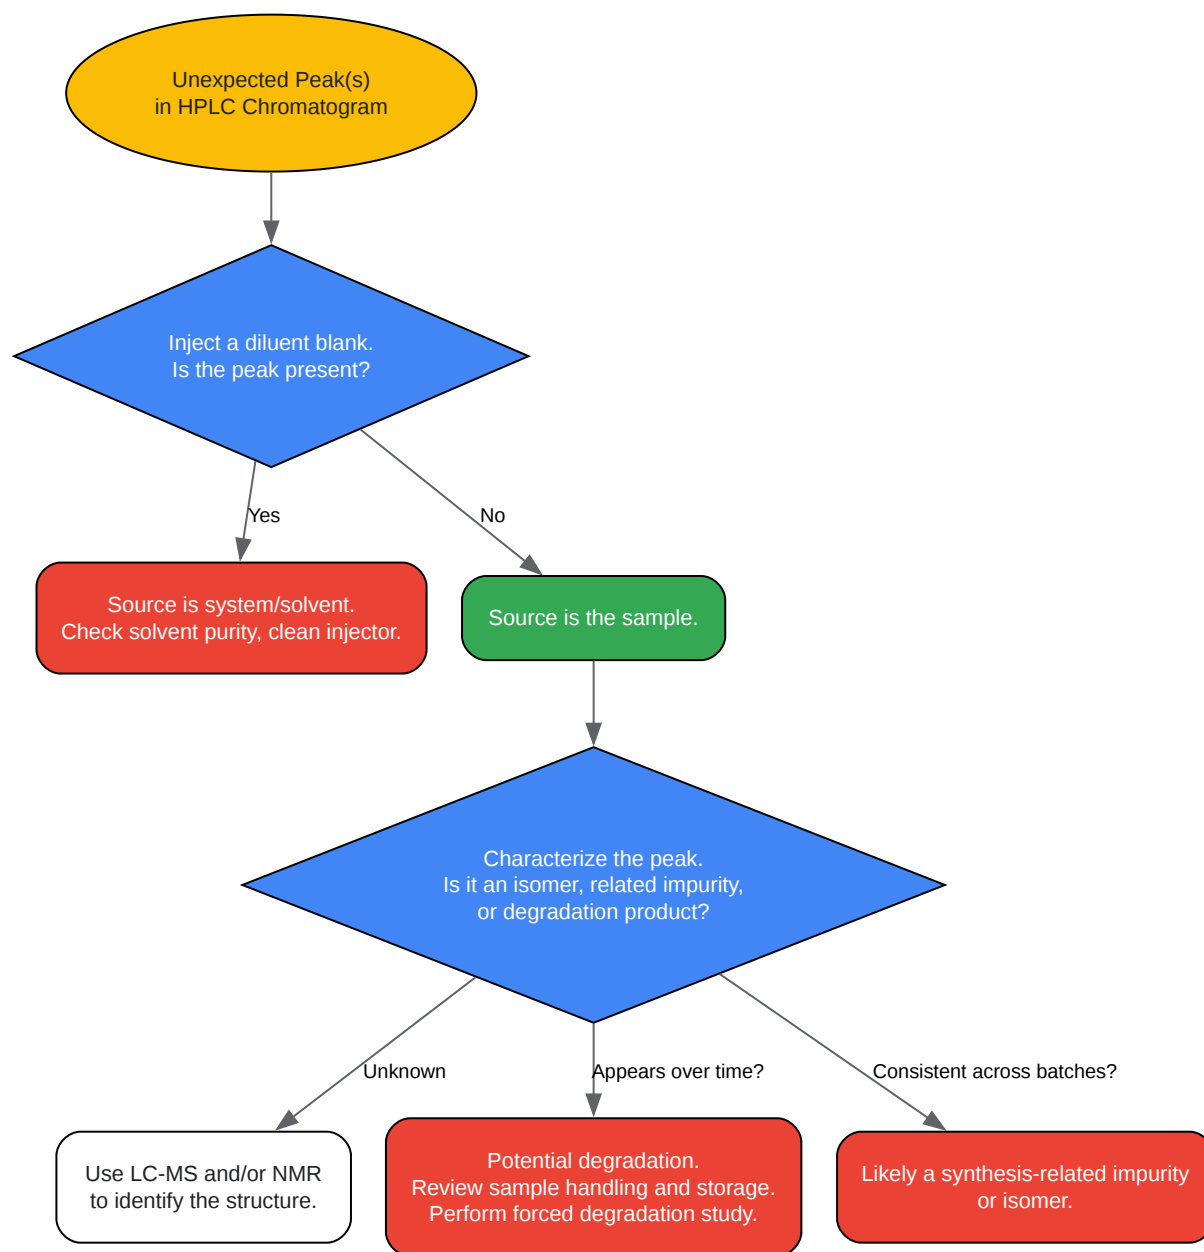 Unexpected Peak(s)
in HPLC Chromatogram
Inject a diluent blank.
Is the peak present?
Yes
No
Source is system/solvent.
Check solvent purity, clean injector.
Source is the sample.
Characterize the peak.
Is it an isomer, related impurity,
or degradation product?
Unknown
Appears over time?
Consistent across batches?
Use LC-MS and/or NMR
to identify the structure.
Potential degradation.
Review sample handling and storage.
Perform forced degradation study.
Likely a synthesis-related impurity
or isomer.